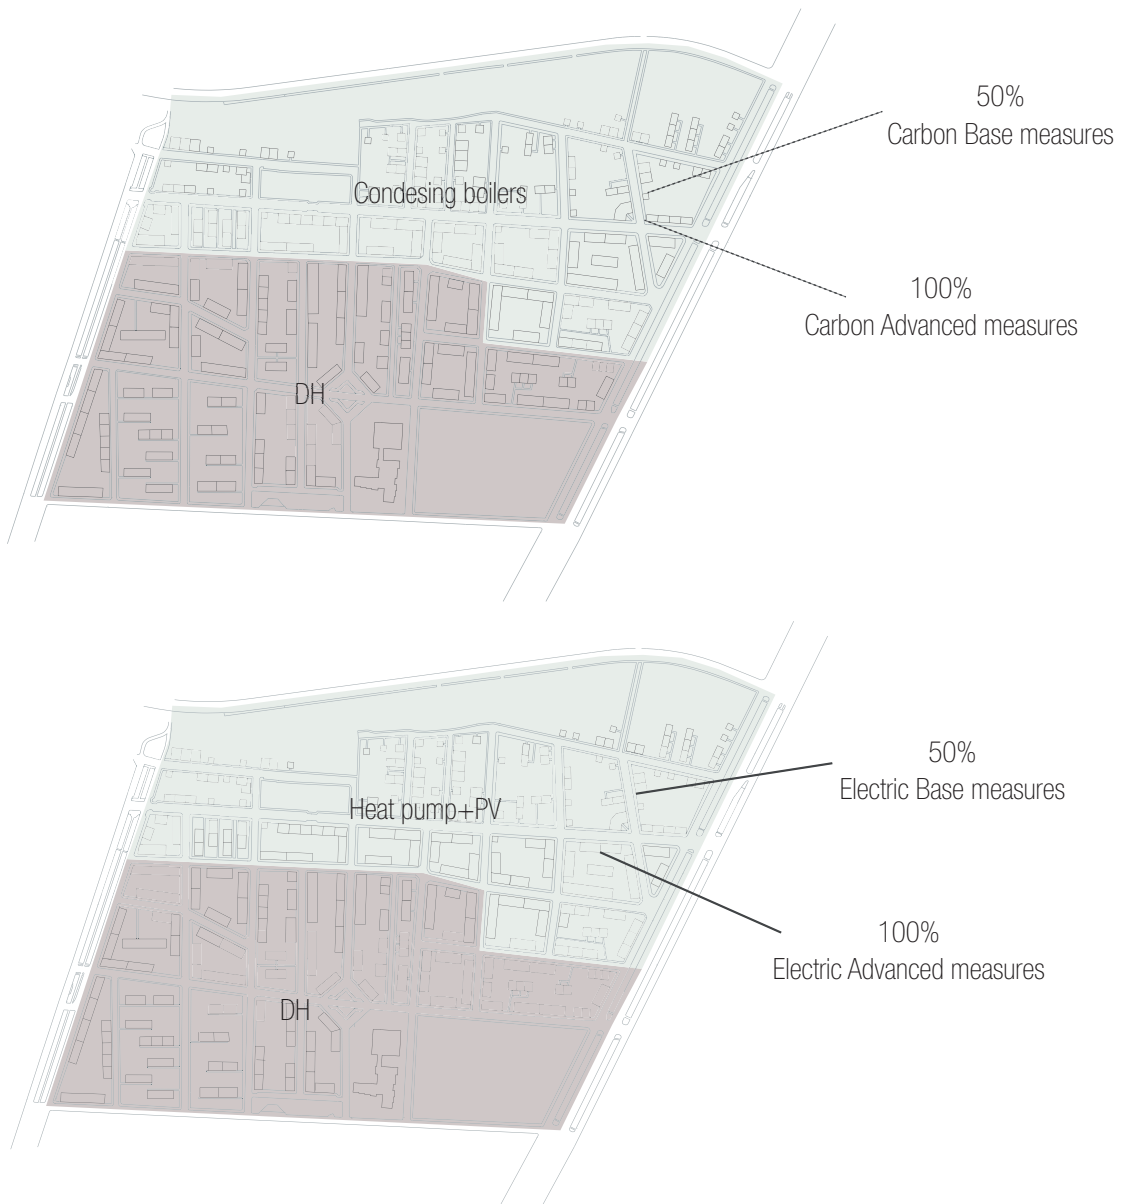 50%
Carbon Base measures
Condesing boilers
100%
Carbon Advanced measures
DH
50%
Electric Base measures
Heat pump+PV
100%
Electric Advanced measures
DH